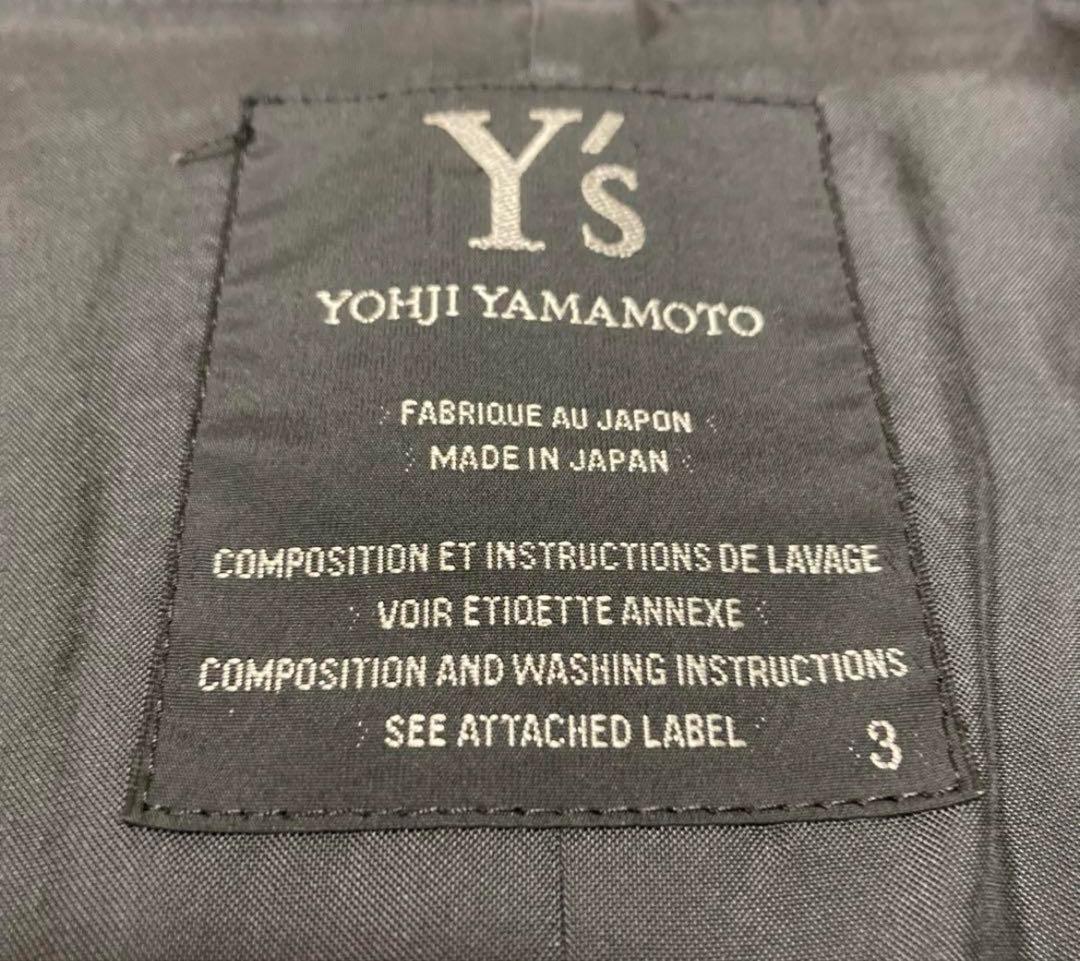 Y's
YOHJI YAMAMOTO
FABRIQUE AU JAPON
MADE IN JAPAN
COMPOSITION ET INSTRUCTIONS DE LAVAGE
VOIR ETIQETTE ANNEXE
COMPOSITION AND WASHING INSTRUCTIONS
SEE ATTACHED LABEL
3